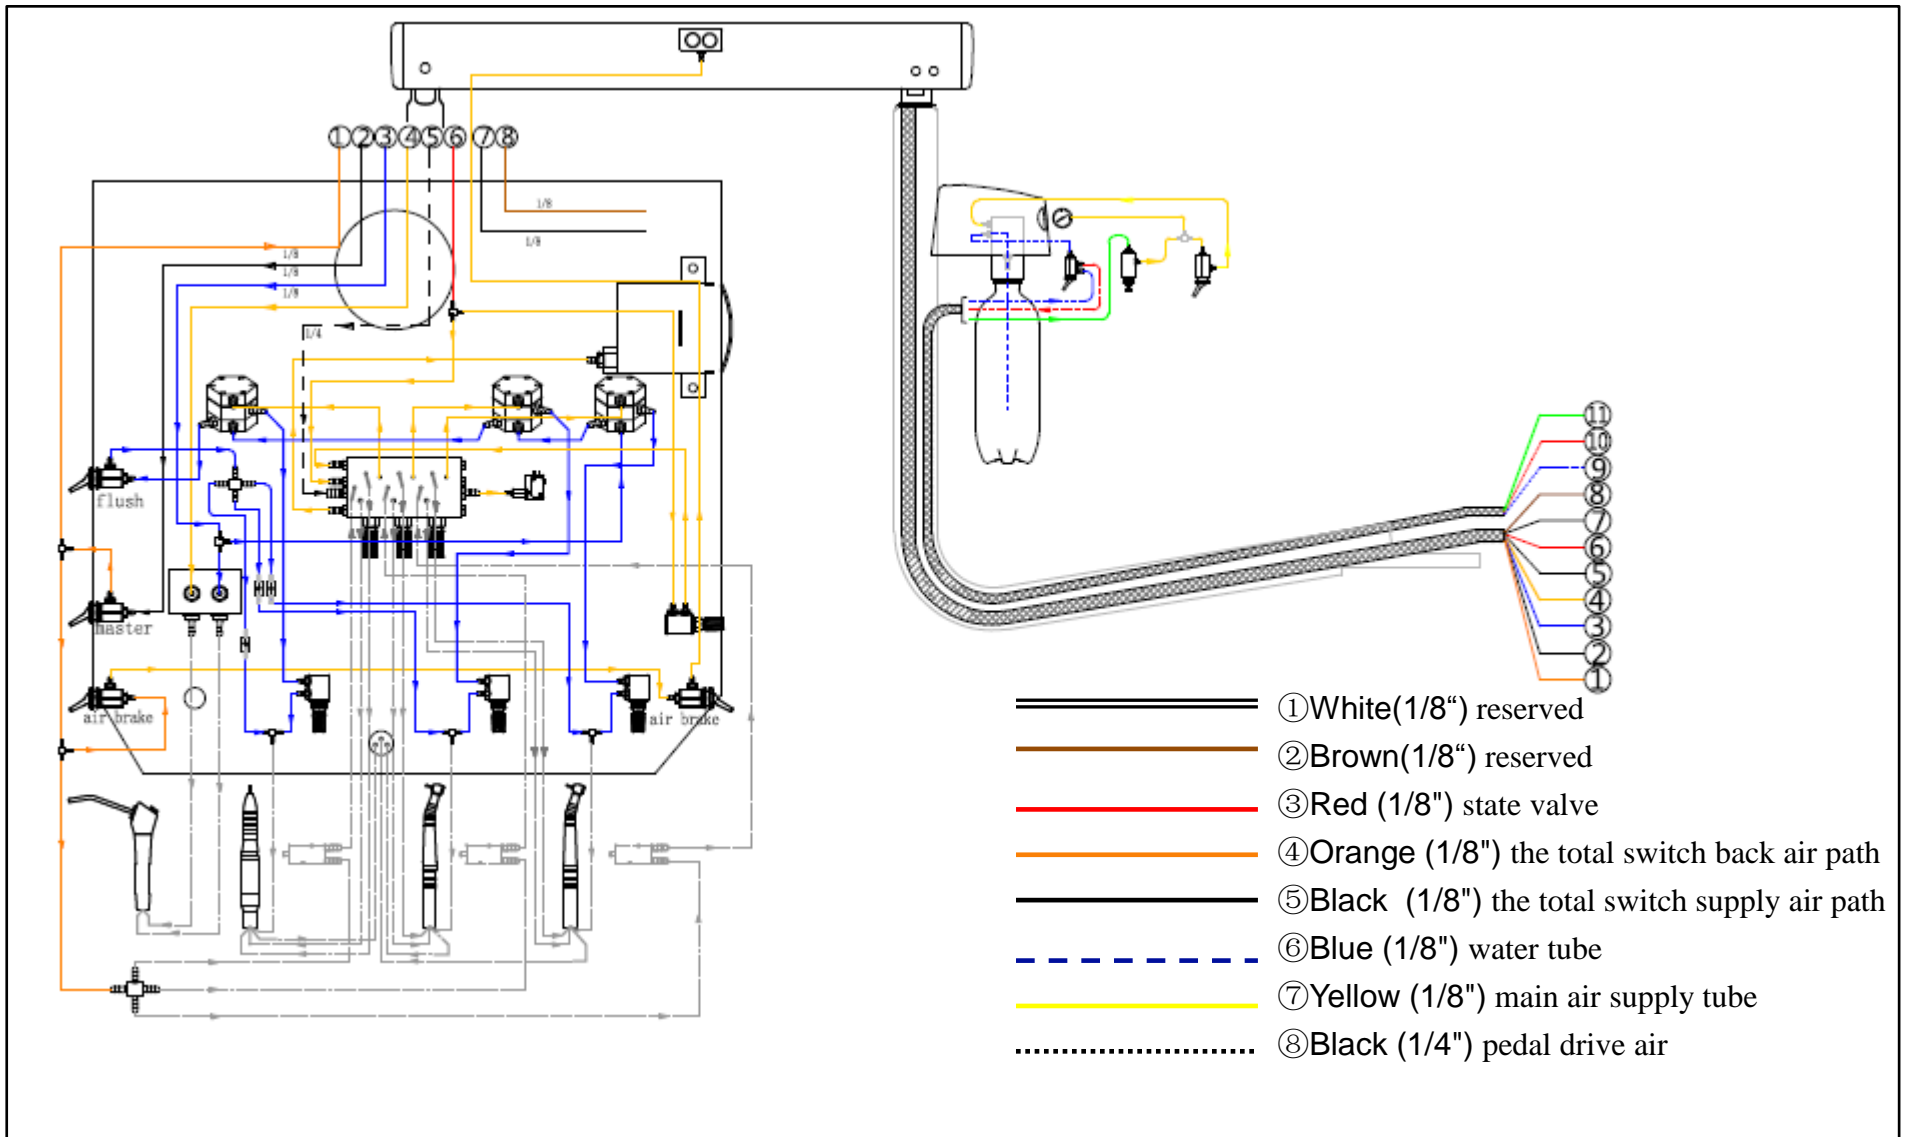 ①②③④⑤⑥⑦⑧
1/8
1/8
1/8
1/8
1/8
1/4
flush
master
air brake
air brake
⑪
⑩
⑨
⑧
⑦
⑥
⑤
④
③
②
①
①White(1/8“) reserved
②Brown(1/8“) reserved
③Red (1/8") state valve
④Orange (1/8") the total switch back air path
⑤Black (1/8") the total switch supply air path
⑥Blue (1/8") water tube
⑦Yellow (1/8") main air supply tube
⑧Black (1/4") pedal drive air